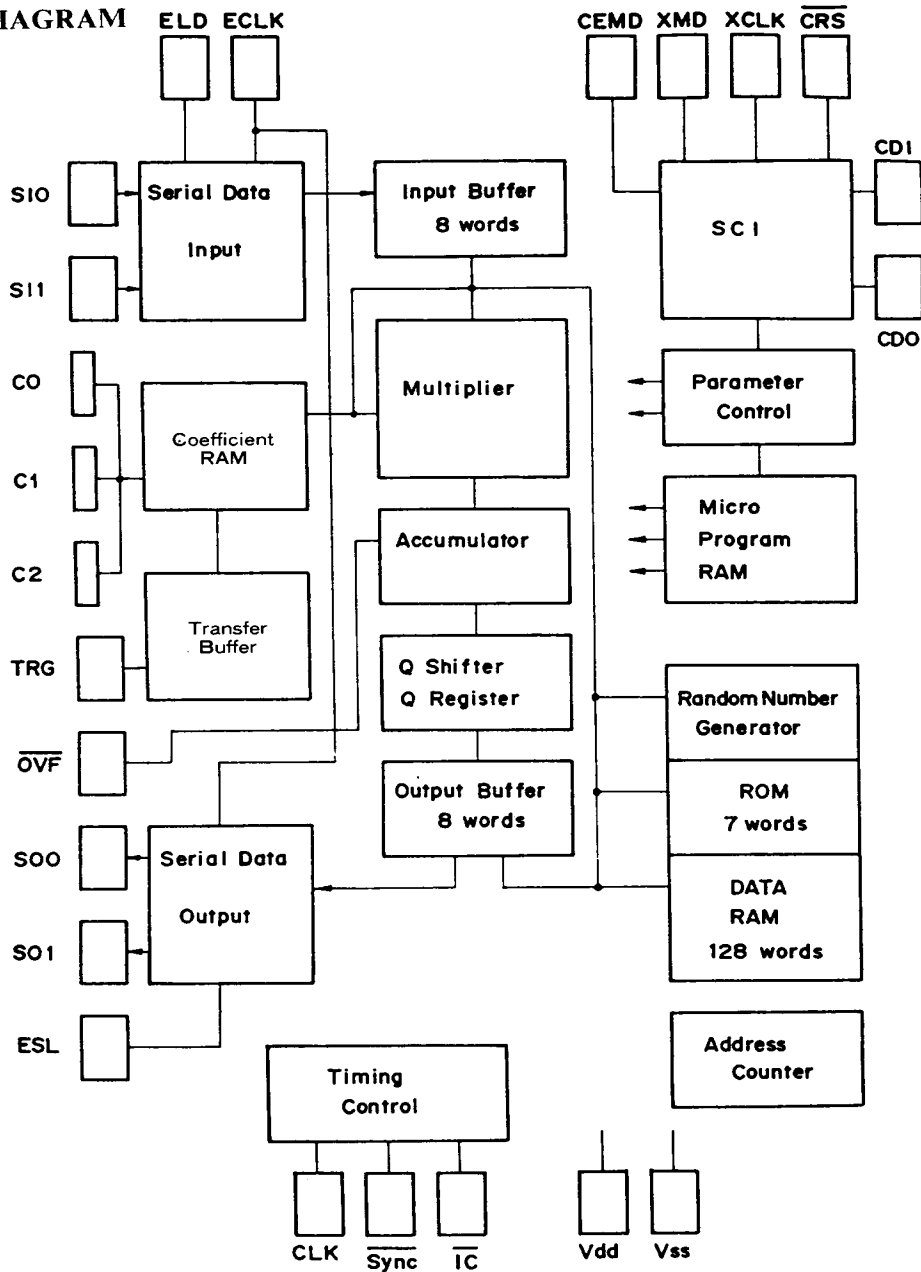 IAGRAM
ELD ECLK
CEMD XMD XCLK CRS
CDI
SI0
Serial Data
Input
Input Buffer
8 words
SCI
SI1
CDO
C0
Coefficient
RAM
Multiplier
Parameter
Control
C1
Accumulator
Micro
Program
RAM
C2
Transfer
Buffer
TRG
Q Shifter
Q Register
Random Number
Generator
OVF
Output Buffer
8 words
ROM
7 words
SO0
Serial Data
Output
DATA
RAM
128 words
SO1
ESL
Timing
Control
Address
Counter
CLK Sync IC
Vdd Vss